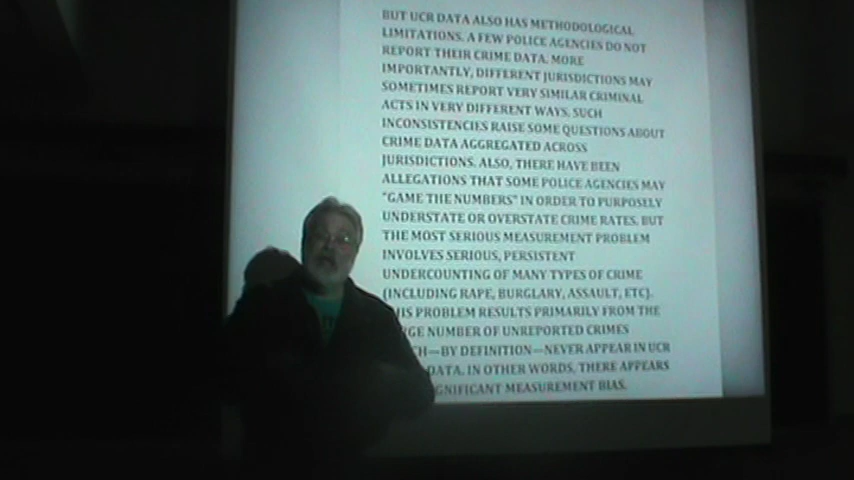 BUT UCR DATA ALSO HAS METHODOLOGICAL
LIMITATIONS. A FEW POLICE AGENCIES DO NOT
REPORT THEIR CRIME DATA. MORE
IMPORTANTLY, DIFFERENT JURISDICTIONS MAY
SOMETIMES REPORT VERY SIMILAR CRIMINAL
ACTS IN VERY DIFFERENT WAYS. SUCH
INCONSISTENCIES RAISE SOME QUESTIONS ABOUT
CRIME DATA AGGREGATED ACROSS
JURISDICTIONS. ALSO, THERE HAVE BEEN
ALLEGATIONS THAT SOME POLICE AGENCIES MAY
"GAME THE NUMBERS" IN ORDER TO PURPOSELY
UNDERSTATE OR OVERSTATE CRIME RATES. BUT
THE MOST SERIOUS MEASUREMENT PROBLEM
INVOLVES SERIOUS, PERSISTENT
UNDERCOUNTING OF MANY TYPES OF CRIME
(INCLUDING RAPE, BURGLARY, ASSAULT, ETC).
HIS PROBLEM RESULTS PRIMARILY FROM THE
RGE NUMBER OF UNREPORTED CRIMES
CH—BY DEFINITION—NEVER APPEAR IN UCR
DATA. IN OTHER WORDS, THERE APPEARS
GNIFICANT MEASUREMENT BIAS.